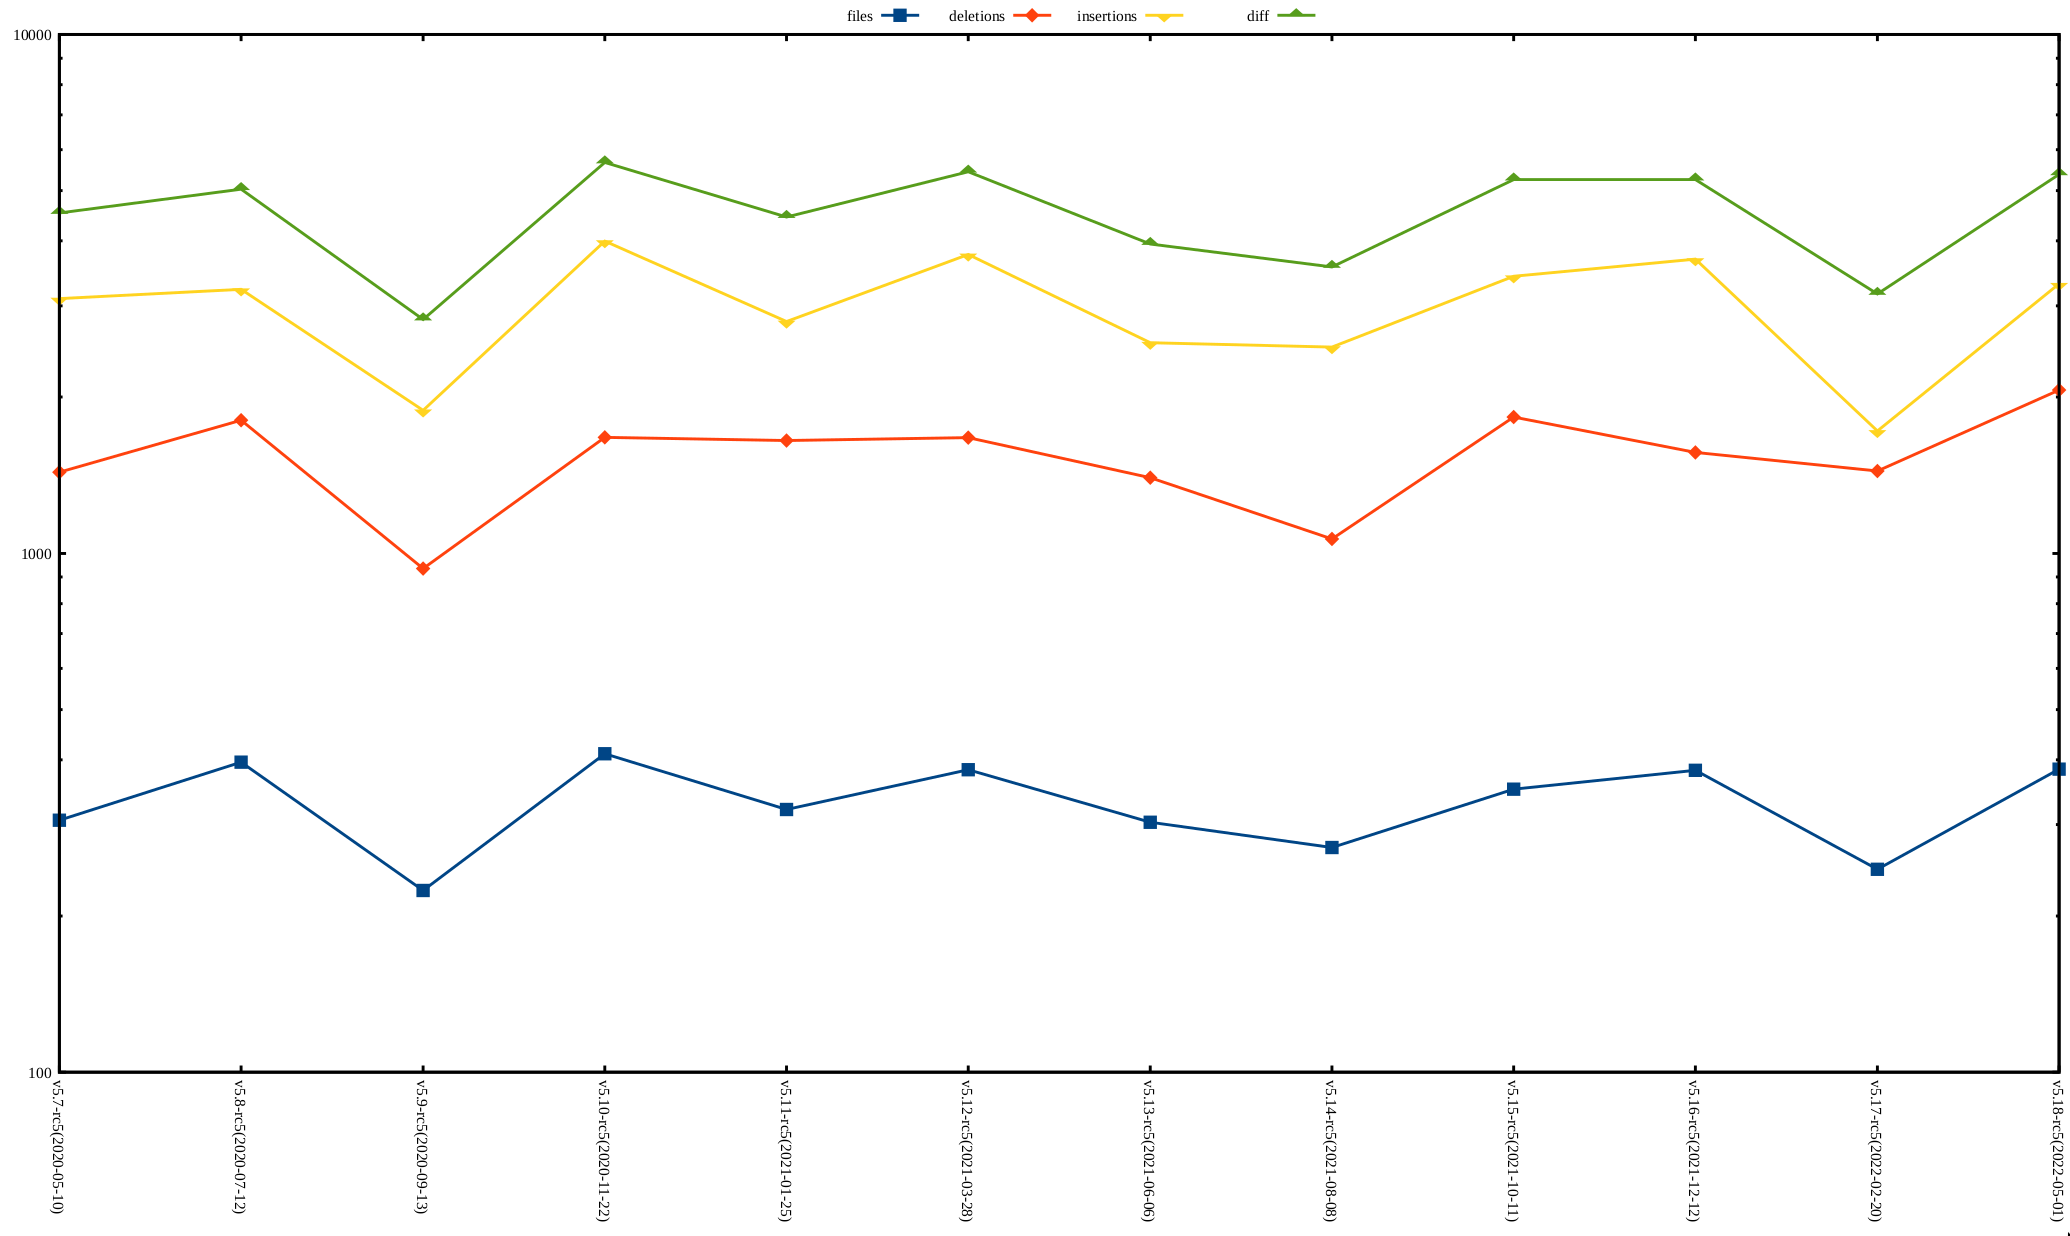 files deletions insertions diff
10000
1000
100
v5.7-rc5(2020-05-10)
v5.8-rc5(2020-07-12)
v5.9-rc5(2020-09-13)
v5.10-rc5(2020-11-22)
v5.11-rc5(2021-01-25)
v5.12-rc5(2021-03-28)
v5.13-rc5(2021-06-06)
v5.14-rc5(2021-08-08)
v5.15-rc5(2021-10-11)
v5.16-rc5(2021-12-12)
v5.17-rc5(2022-02-20)
v5.18-rc5(2022-05-01)